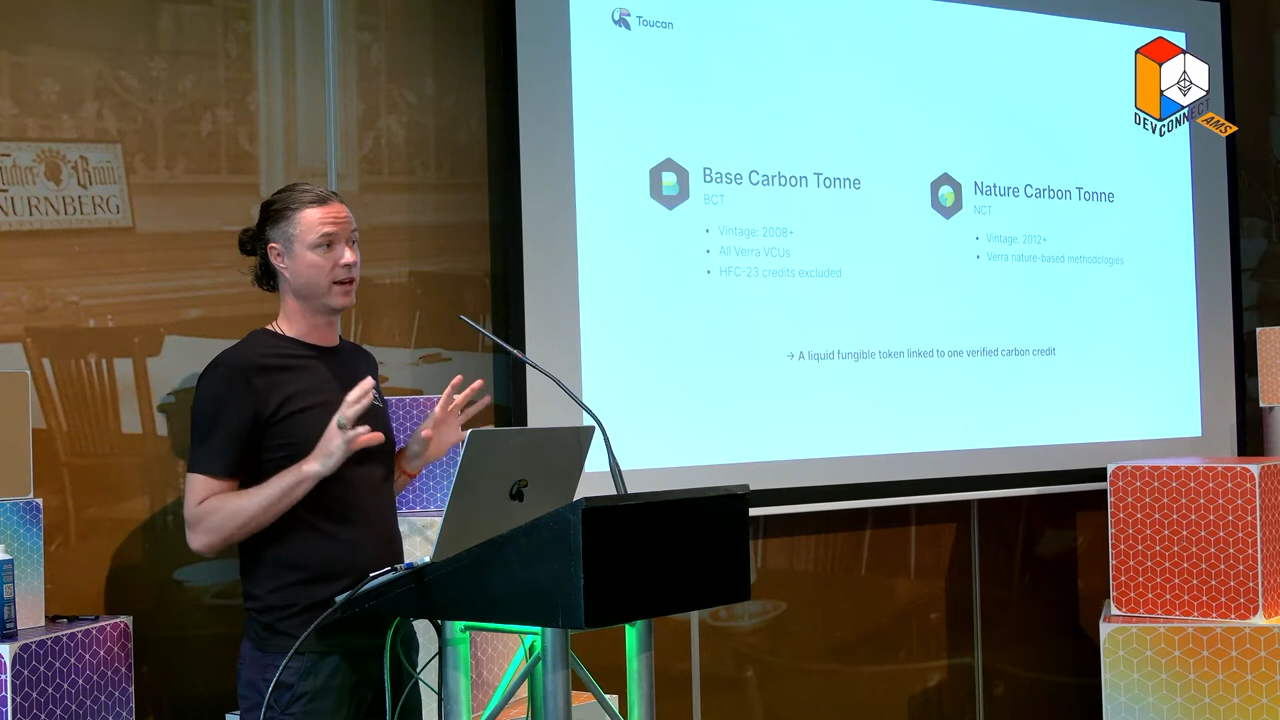 Toucan
DEVCONNECT
AMS
Bräu
NURNBERG
Base Carbon Tonne
BCT
• Vintage: 2008+
• All Verra VCUs
• HFC-23 credits excluded
Nature Carbon Tonne
NCT
• Vintage: 2012+
• Verra nature-based methodologies
→ A liquid fungible token linked to one verified carbon credit